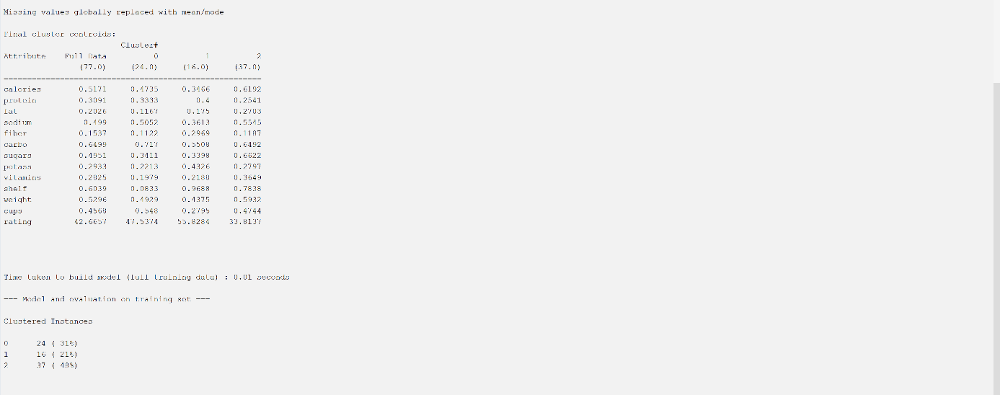 Missing values globally replaced with mean/mode
Final cluster centroids:
Cluster#
Attribute Full Data 0 1 2
(77.0) (24.0) (16.0) (37.0)
============================================================
calories 0.5171 0.4735 0.3466 0.6192
protein 0.3091 0.3333 0.4 0.2541
fat 0.2026 0.1167 0.175 0.2703
sodium 0.499 0.5052 0.3613 0.5545
fiber 0.1537 0.1122 0.2969 0.1187
carbo 0.6499 0.717 0.5508 0.6492
sugars 0.4951 0.3411 0.3398 0.6622
potass 0.2933 0.2213 0.4326 0.2797
vitamins 0.2825 0.1979 0.2188 0.3649
shelf 0.6039 0.0833 0.9688 0.7838
weight 0.5296 0.4929 0.4375 0.5932
cups 0.4568 0.548 0.2795 0.4744
rating 42.6657 47.5374 55.8284 33.8137
Time taken to build model (full training data) : 0.01 seconds
=== Model and evaluation on training set ===
Clustered Instances
0 24 ( 31%)
1 16 ( 21%)
2 37 ( 48%)